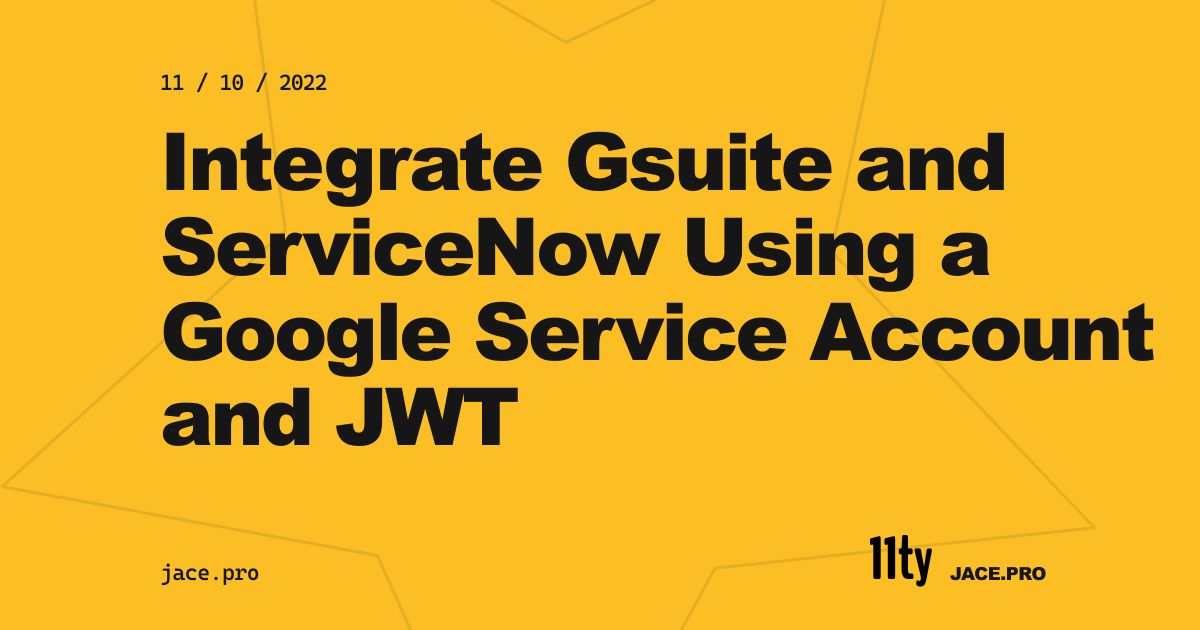 11 / 10 / 2022
Integrate Gsuite and
ServiceNow Using a
Google Service Account
and JWT
jace.pro
11ty JACE.PRO